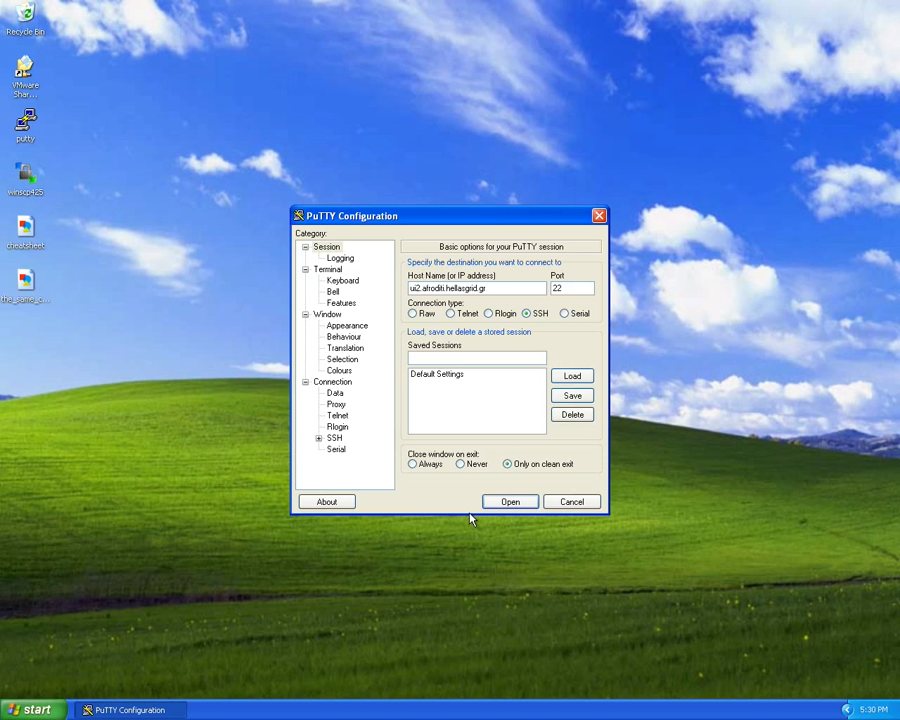 Recycle Bin
VMware
Shar...
putty
winscp425
cheatsheet
the_same_c...
PuTTY Configuration
Category:
Session
Logging
Terminal
Keyboard
Bell
Features
Window
Appearance
Behaviour
Translation
Selection
Colours
Connection
Data
Proxy
Telnet
Rlogin
SSH
Serial
Basic options for your PuTTY session
Specify the destination you want to connect to
Host Name (or IP address) Port
ui2.afroditi.hellasgrid.gr 22
Connection type:
Raw Telnet Rlogin SSH Serial
Load, save or delete a stored session
Saved Sessions
Default Settings
Load
Save
Delete
Close window on exit:
Always Never Only on clean exit
About Open Cancel
start PuTTY Configuration 5:30 PM